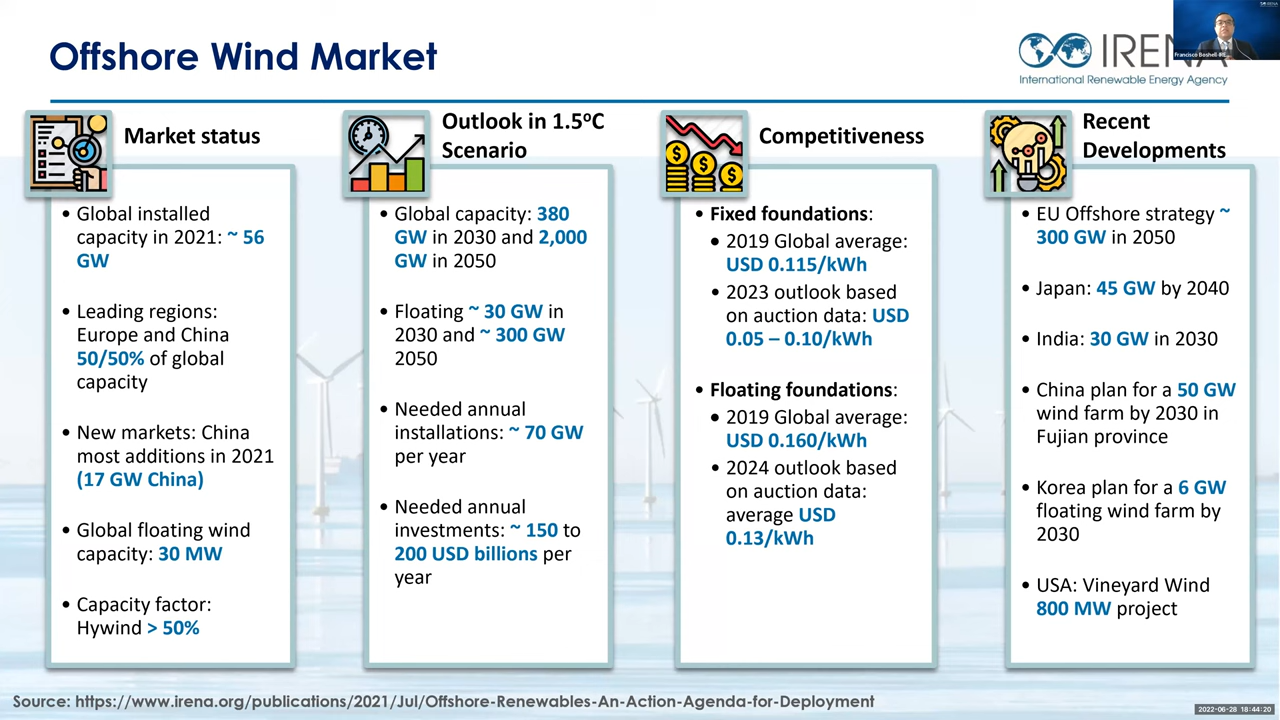 Offshore Wind Market
IRENA
International Renewable Energy Agency
Francisco Boshell-IRE...
Market status
• Global installed
capacity in 2021: ~ 56
GW
• Leading regions:
Europe and China
50/50% of global
capacity
• New markets: China
most additions in 2021
(17 GW China)
• Global floating wind
capacity: 30 MW
• Capacity factor:
Hywind > 50%
Outlook in 1.5°C
Scenario
• Global capacity: 380
GW in 2030 and 2,000
GW in 2050
• Floating ~ 30 GW in
2030 and ~ 300 GW
2050
• Needed annual
installations: ~ 70 GW
per year
• Needed annual
investments: ~ 150 to
200 USD billions per
year
Competitiveness
• Fixed foundations:
• 2019 Global average:
USD 0.115/kWh
• 2023 outlook based
on auction data: USD
0.05 – 0.10/kWh
• Floating foundations:
• 2019 Global average:
USD 0.160/kWh
• 2024 outlook based
on auction data:
average USD
0.13/kWh
Recent
Developments
• EU Offshore strategy ~
300 GW in 2050
• Japan: 45 GW by 2040
• India: 30 GW in 2030
• China plan for a 50 GW
wind farm by 2030 in
Fujian province
• Korea plan for a 6 GW
floating wind farm by
2030
• USA: Vineyard Wind
800 MW project
Source: https://www.irena.org/publications/2021/Jul/Offshore-Renewables-An-Action-Agenda-for-Deployment
2022-06-28 18:44:20